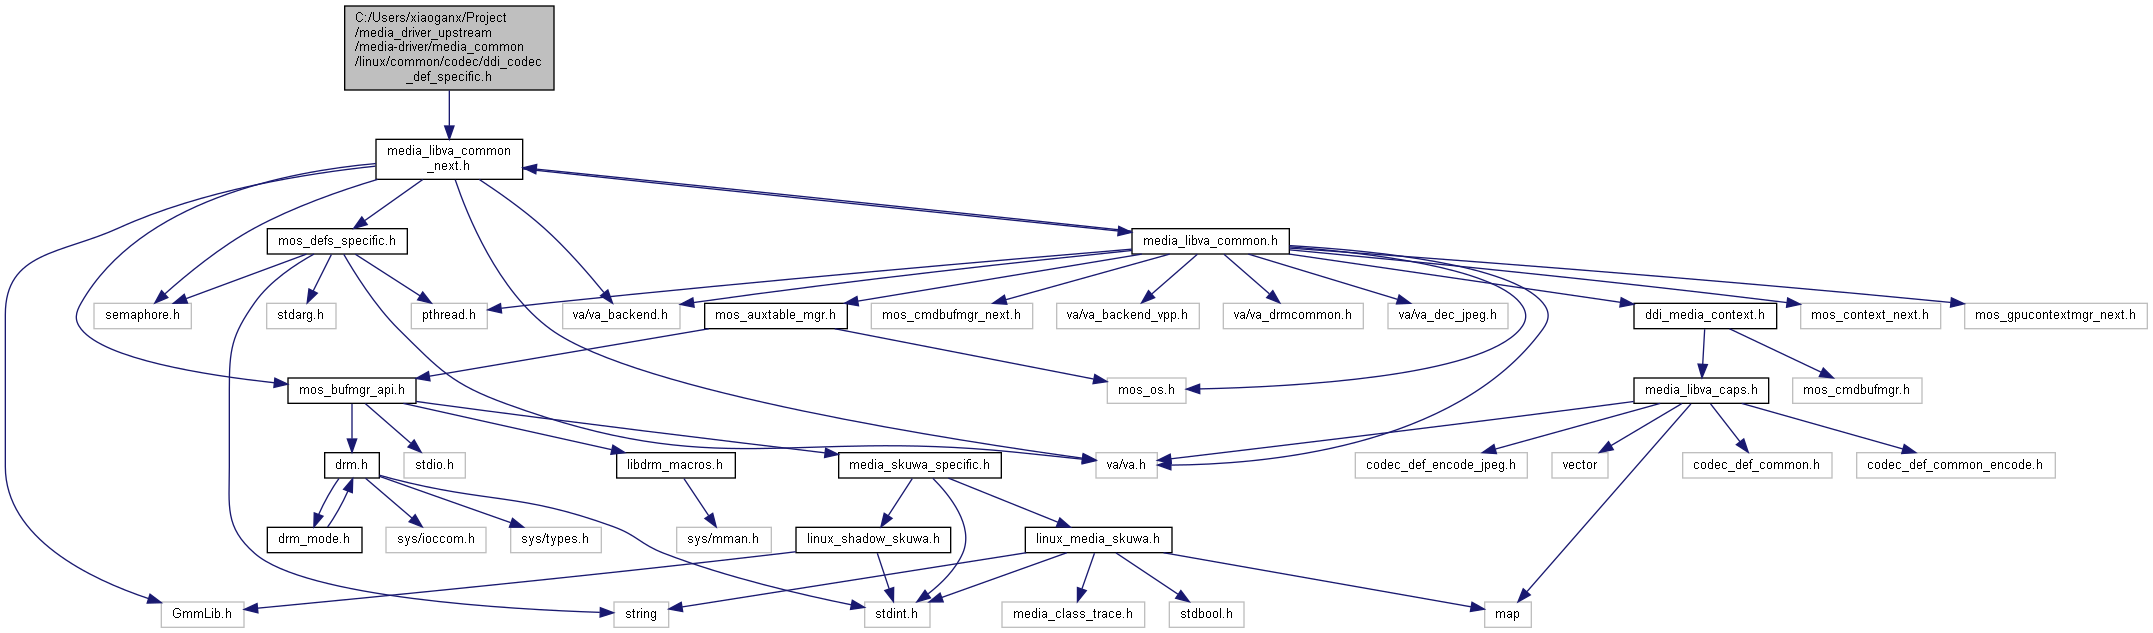 C:/Users/xiaoganx/Project
/media_driver_upstream
/media-driver/media_common
/linux/common/codec/ddi_codec
_def_specific.h
media_libva_common
_next.h
mos_defs_specific.h
media_libva_common.h
semaphore.h
stdarg.h
pthread.h
va/va_backend.h
mos_auxtable_mgr.h
mos_cmdbufmgr_next.h
va/va_backend_vpp.h
va/va_drmcommon.h
va/va_dec_jpeg.h
ddi_media_context.h
mos_context_next.h
mos_gpucontextmgr_next.h
mos_bufmgr_api.h
mos_os.h
media_libva_caps.h
mos_cmdbufmgr.h
drm.h
stdio.h
libdrm_macros.h
media_skuwa_specific.h
va/va.h
codec_def_encode_jpeg.h
vector
codec_def_common.h
codec_def_common_encode.h
drm_mode.h
sys/ioccom.h
sys/types.h
sys/mman.h
linux_shadow_skuwa.h
linux_media_skuwa.h
GmmLib.h
string
stdint.h
media_class_trace.h
stdbool.h
map